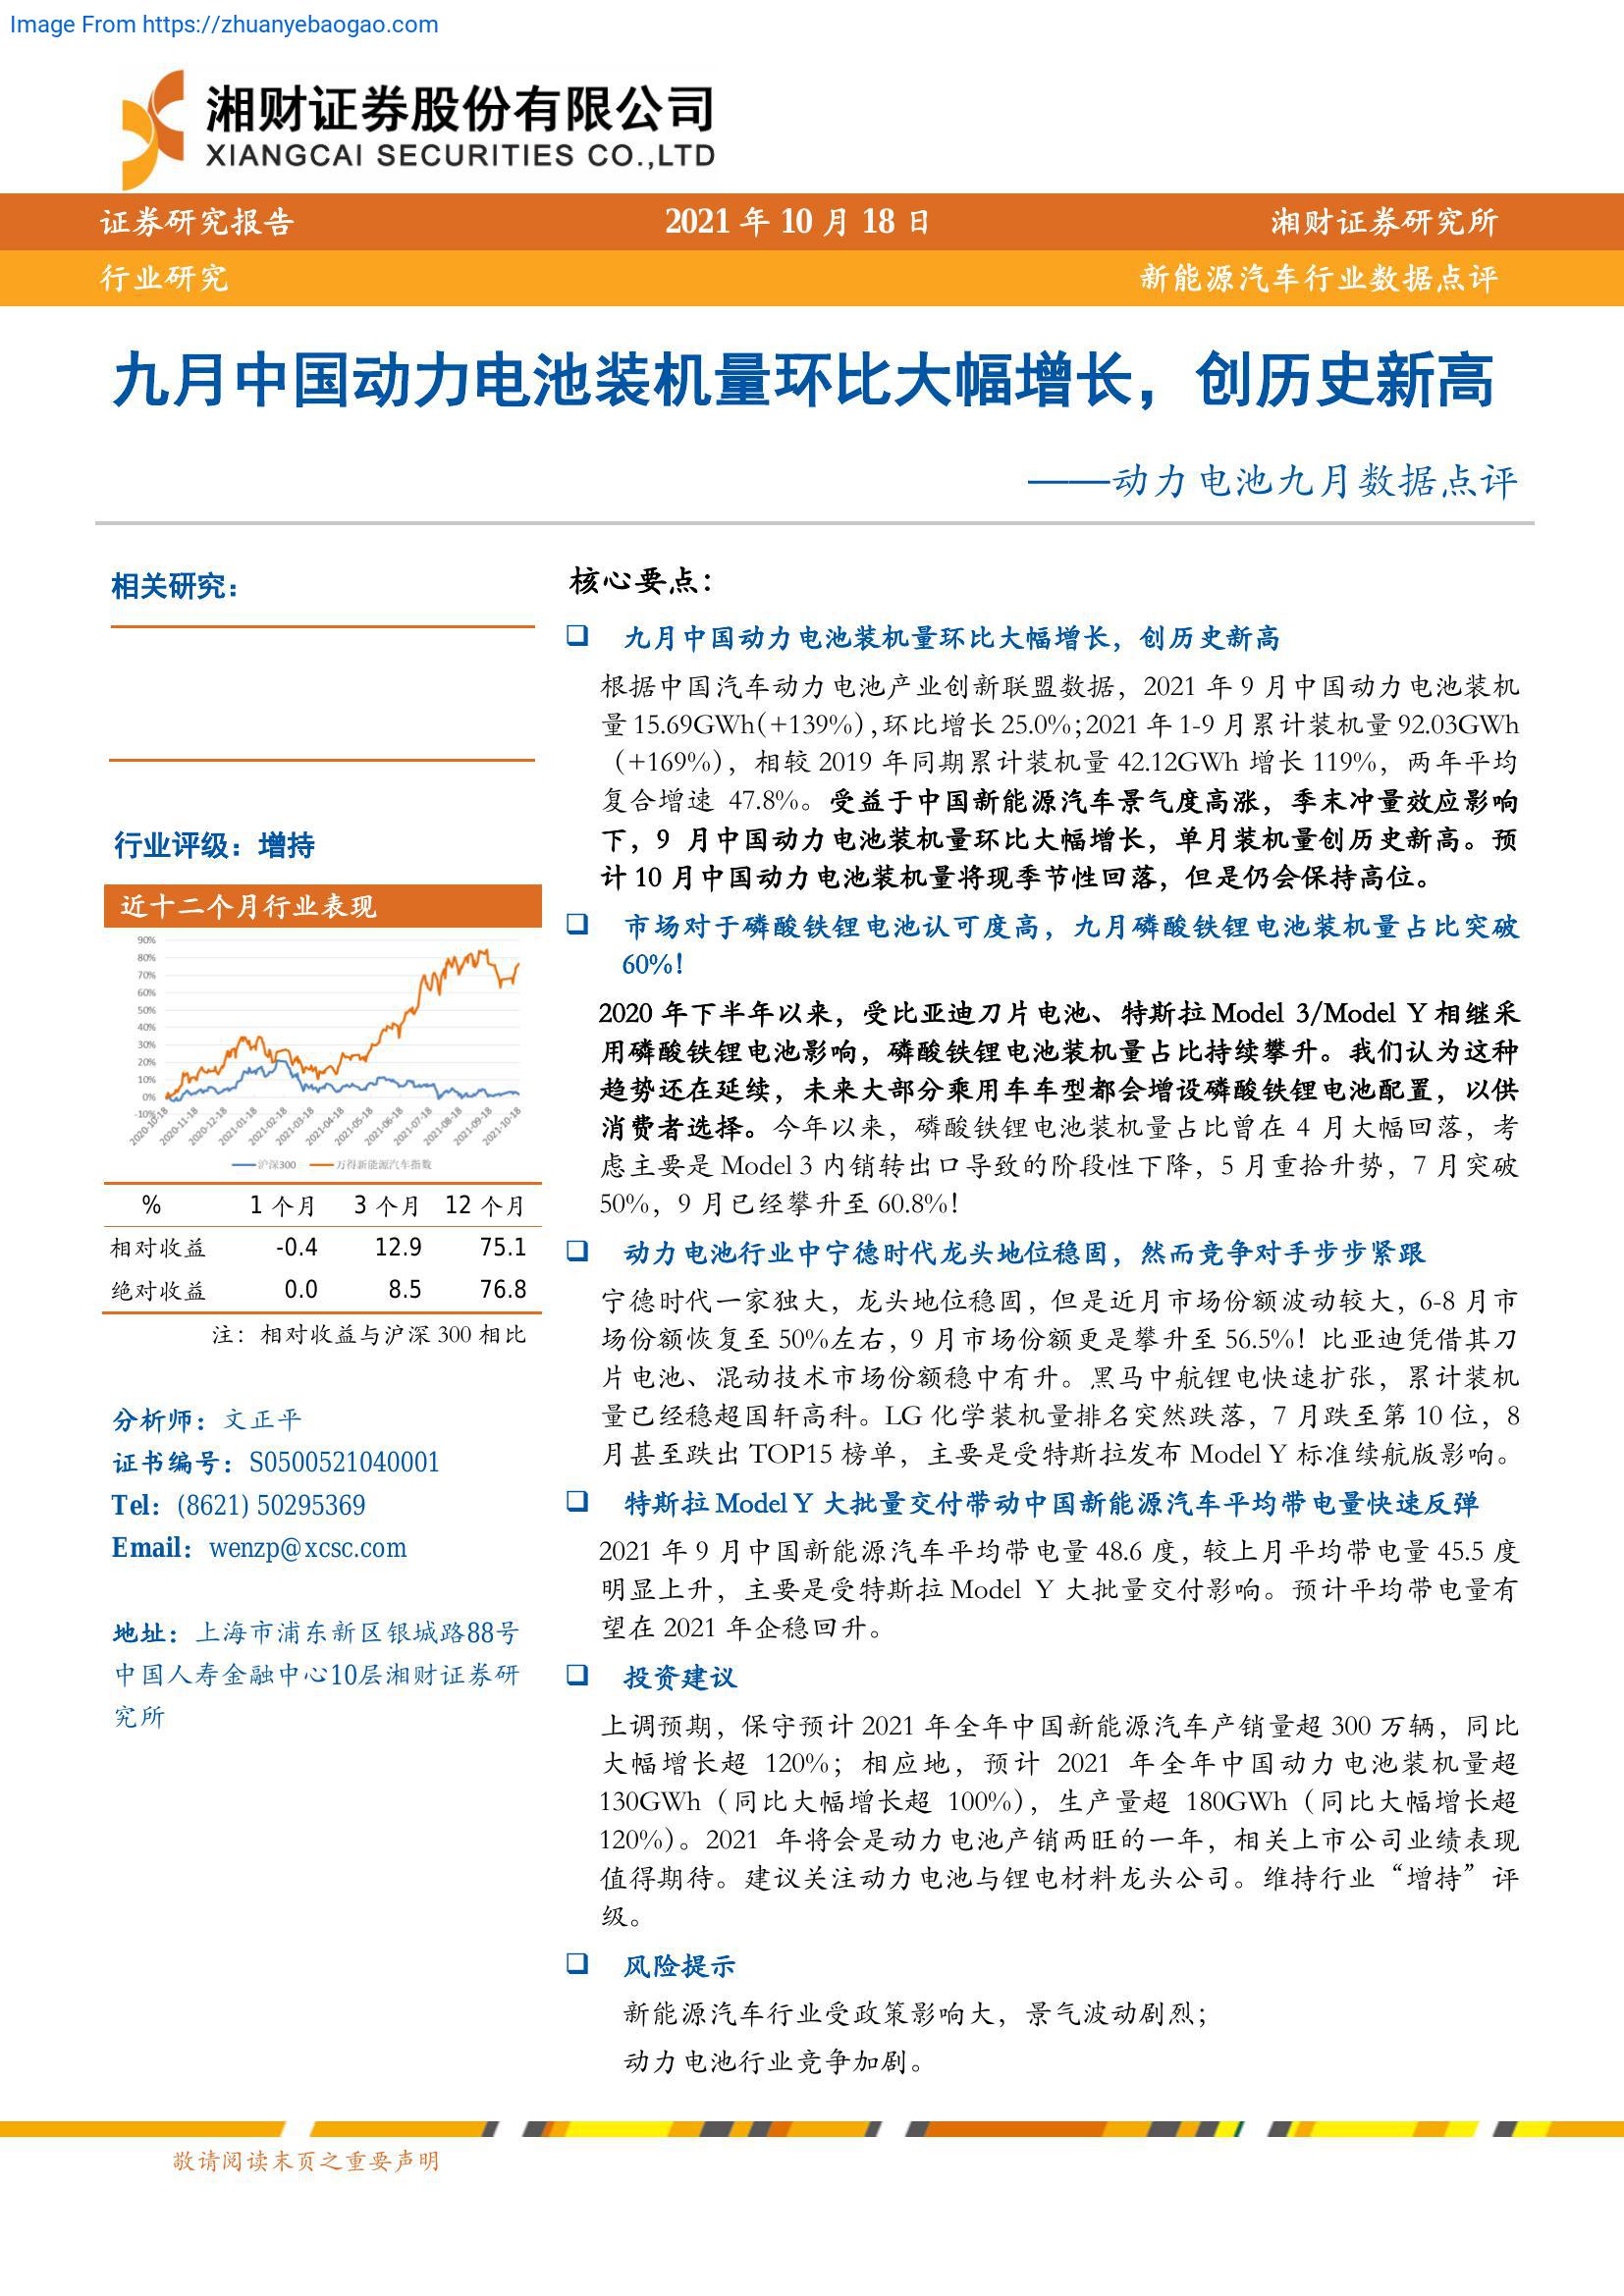 Image From https://zhuanyebaogao.com
湘财证券股份有限公司
XIANGCAI SECURITIES CO.,LTD
证券研究报告 2021 年 10 月 18 日 湘财证券研究所
行业研究 新能源汽车行业数据点评
九月中国动力电池装机量环比大幅增长，创历史新高
——动力电池九月数据点评
相关研究：
行业评级：增持
近十二个月行业表现
90%
80%
70%
60%
50%
40%
30%
20%
10%
0%
-10%
2020-10-18
2020-11-18
2020-12-18
2021-01-18
2021-02-18
2021-03-18
2021-04-18
2021-05-18
2021-06-18
2021-07-18
2021-08-18
2021-09-18
2021-10-18
沪深300 万得新能源汽车指数
% 1 个月 3 个月 12 个月
相对收益 -0.4 12.9 75.1
绝对收益 0.0 8.5 76.8
注：相对收益与沪深 300 相比
分析师：文正平
证书编号：S0500521040001
Tel：(8621) 50295369
Email：wenzp@xcsc.com
地址：上海市浦东新区银城路88号
中国人寿金融中心10层湘财证券研
究所
核心要点：
❑ 九月中国动力电池装机量环比大幅增长，创历史新高
根据中国汽车动力电池产业创新联盟数据，2021 年 9 月中国动力电池装机
量 15.69GWh(+139%),环比增长 25.0%;2021 年 1-9 月累计装机量 92.03GWh
（+169%），相较 2019 年同期累计装机量 42.12GWh 增长 119%，两年平均
复合增速 47.8%。受益于中国新能源汽车景气度高涨，季末冲量效应影响
下，9 月中国动力电池装机量环比大幅增长，单月装机量创历史新高。预
计 10 月中国动力电池装机量将现季节性回落，但是仍会保持高位。
❑ 市场对于磷酸铁锂电池认可度高，九月磷酸铁锂电池装机量占比突破
60%！
2020 年下半年以来，受比亚迪刀片电池、特斯拉 Model 3/Model Y 相继采
用磷酸铁锂电池影响，磷酸铁锂电池装机量占比持续攀升。我们认为这种
趋势还在延续，未来大部分乘用车车型都会增设磷酸铁锂电池配置，以供
消费者选择。今年以来，磷酸铁锂电池装机量占比曾在 4 月大幅回落，考
虑主要是 Model 3 内销转出口导致的阶段性下降，5 月重拾升势，7 月突破
50%，9 月已经攀升至 60.8%！
❑ 动力电池行业中宁德时代龙头地位稳固，然而竞争对手步步紧跟
宁德时代一家独大，龙头地位稳固，但是近月市场份额波动较大，6-8 月市
场份额恢复至 50%左右，9 月市场份额更是攀升至 56.5%！比亚迪凭借其刀
片电池、混动技术市场份额稳中有升。黑马中航锂电快速扩张，累计装机
量已经稳超国轩高科。LG 化学装机量排名突然跌落，7 月跌至第 10 位，8
月甚至跌出 TOP15 榜单，主要是受特斯拉发布 Model Y 标准续航版影响。
❑ 特斯拉 Model Y 大批量交付带动中国新能源汽车平均带电量快速反弹
2021 年 9 月中国新能源汽车平均带电量 48.6 度，较上月平均带电量 45.5 度
明显上升，主要是受特斯拉 Model Y 大批量交付影响。预计平均带电量有
望在 2021 年企稳回升。
❑ 投资建议
上调预期，保守预计 2021 年全年中国新能源汽车产销量超 300 万辆，同比
大幅增长超 120%；相应地，预计 2021 年全年中国动力电池装机量超
130GWh（同比大幅增长超 100%），生产量超 180GWh（同比大幅增长超
120%）。2021 年将会是动力电池产销两旺的一年，相关上市公司业绩表现
值得期待。建议关注动力电池与锂电材料龙头公司。维持行业“增持”评
级。
❑ 风险提示
新能源汽车行业受政策影响大，景气波动剧烈；
动力电池行业竞争加剧。
敬请阅读末页之重要声明